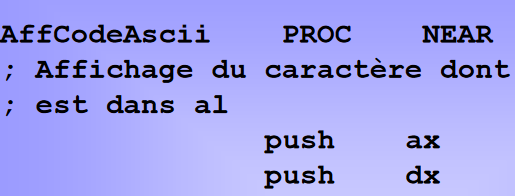 AffCodeAscii PROC NEAR
; Affichage du caractère dont
; est dans al
push ax
push dx